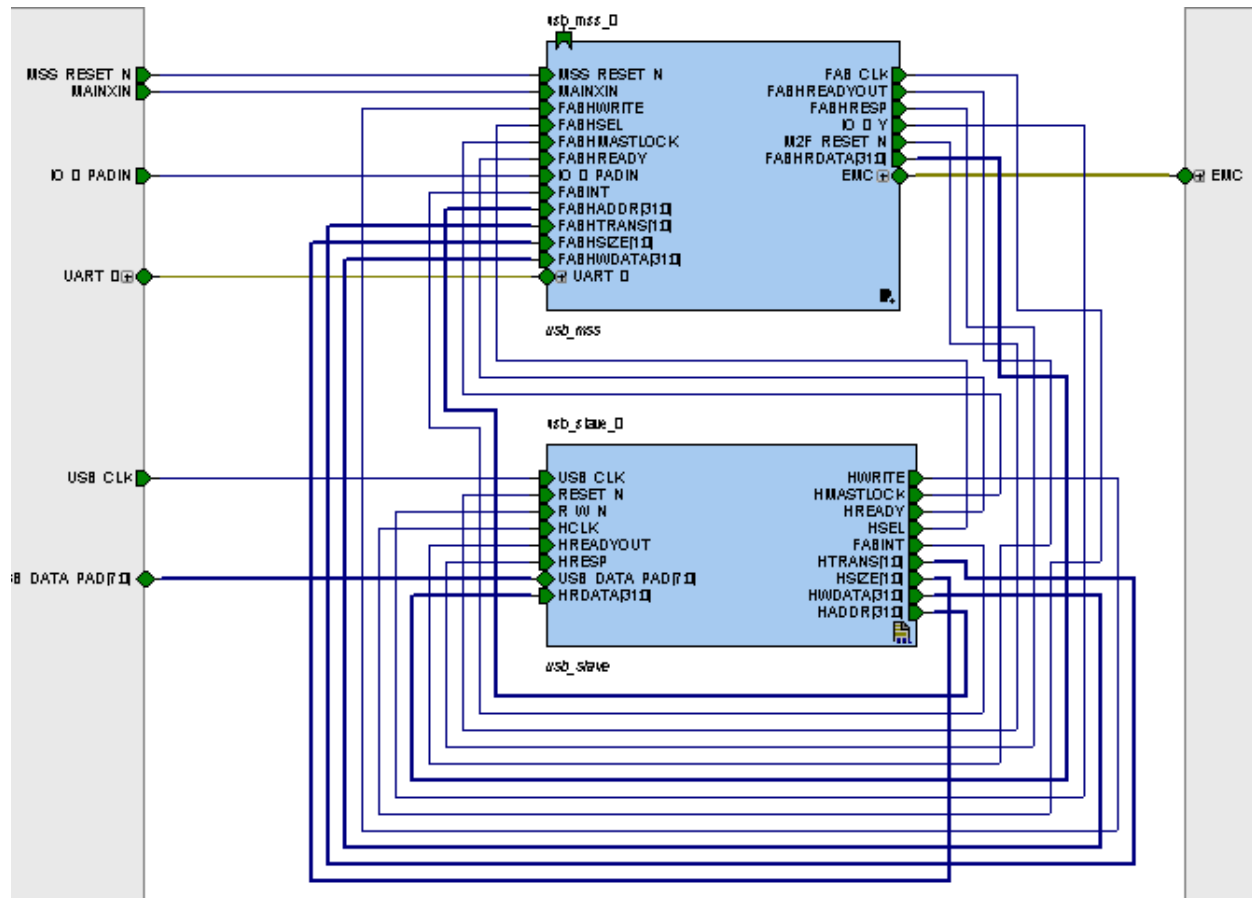 usb_mss_0
MSS_RESET_N
MAINXIN
IO_0_PADIN
UART_0
USB_CLK
SB_DATA_PAD[7:0]
MSS_RESET_N
MAINXIN
FABHWRITE
FABHSEL
FABHMASTLOCK
FABHREADY
IO_0_PADIN
FABINT
FABHADDR[31:0]
FABHTRANS[1:0]
FABHSIZE[1:0]
FABHWDATA[31:0]
UART_0
FAB_CLK
FABHREADYOUT
FABHRESP
IO_0_Y
M2F_RESET_N
FABHRDATA[31:0]
EMC
EMC
usb_mss
usb_slave_0
USB_CLK
RESET_N
R_W_N
HCLK
HREADYOUT
HRESP
USB_DATA_PAD[7:0]
HRDATA[31:0]
HWRITE
HMASTLOCK
HREADY
HSEL
FABINT
HTRANS[1:0]
HSIZE[1:0]
HWDATA[31:0]
HADDR[31:0]
usb_slave